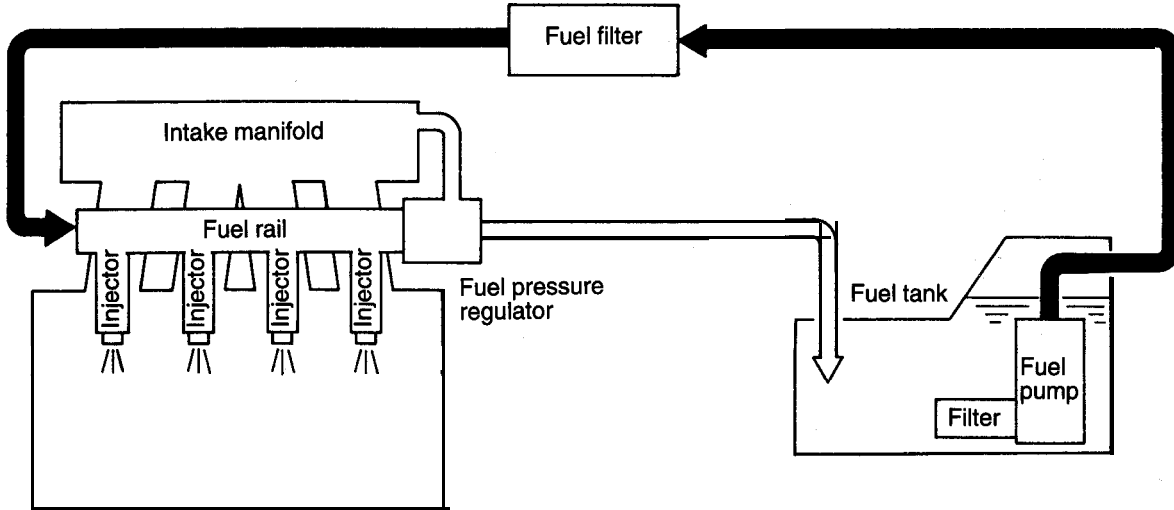 Fuel filter
Intake manifold
Fuel rail
Injector
Injector
Injector
Injector
Fuel pressure
regulator
Fuel tank
Fuel
pump
Filter